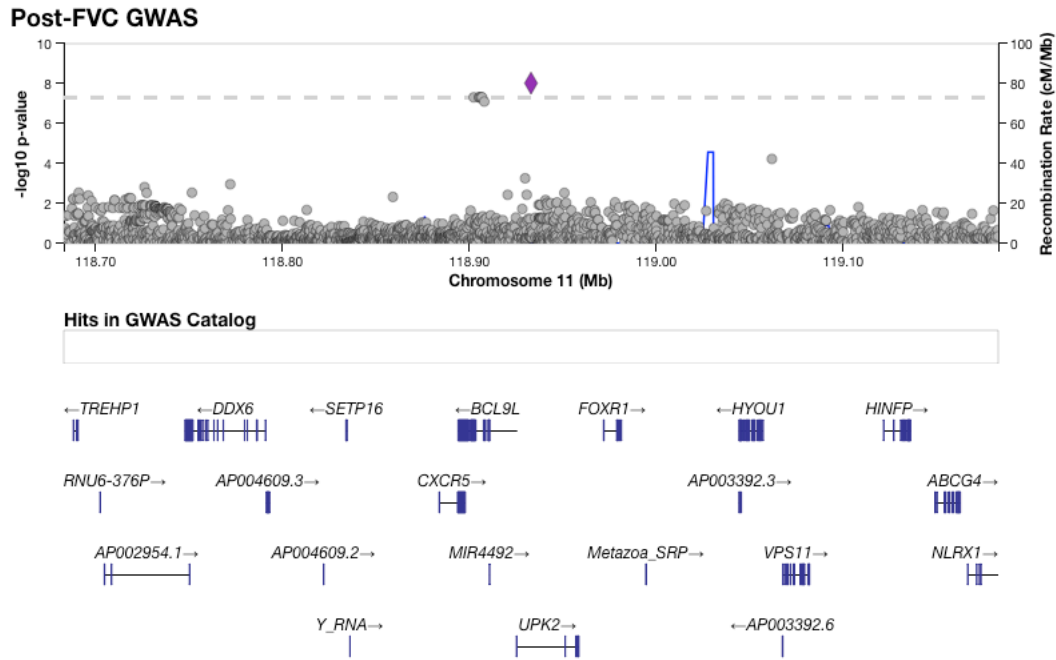 Post-FVC GWAS
-log10 p-value
10
8
6
4
2
0
100
80
60
40
20
0
Recombination Rate (cM/Mb)
118.70 118.80 118.90 119.00 119.10
Chromosome 11 (Mb)
Hits in GWAS Catalog
←TREHP1 ←DDX6 ←SETP16 ←BCL9L FOXR1→ ←HYOU1 HINFP→
RNU6-376P→ AP004609.3→ CXCR5→ AP003392.3→ ABCG4→
AP002954.1→ AP004609.2→ MIR4492→ Metazoa_SRP→ VPS11→ NLRX1→
Y_RNA→ UPK2→ ←AP003392.6